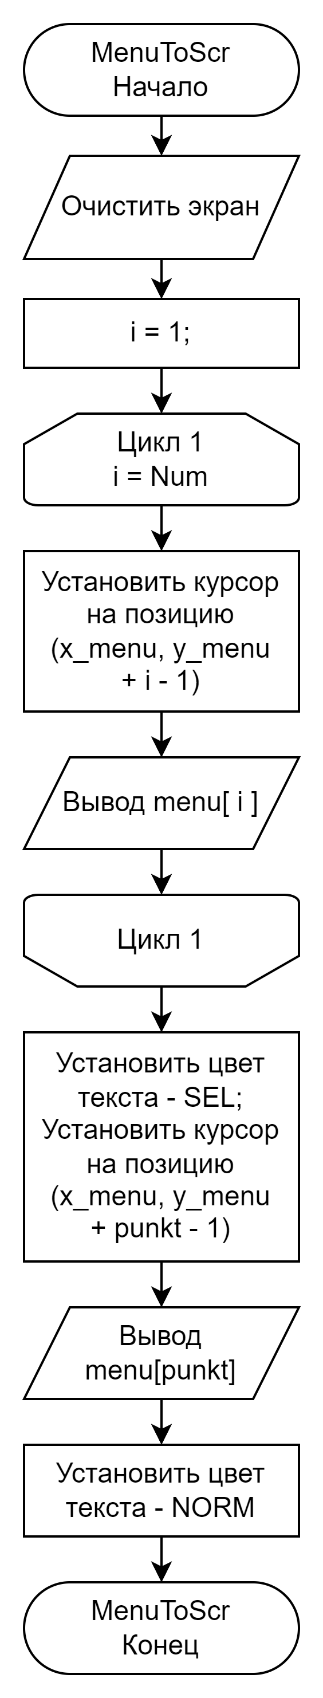 MenuToScr
Начало
Очистить экран
i = 1;
Цикл 1
i = Num
Установить курсор
на позицию
(x_menu, y_menu
+ i - 1)
Вывод menu[ i ]
Цикл 1
Установить цвет
текста - SEL;
Установить курсор
на позицию
(x_menu, y_menu
+ punkt - 1)
Вывод
menu[punkt]
Установить цвет
текста - NORM
MenuToScr
Конец